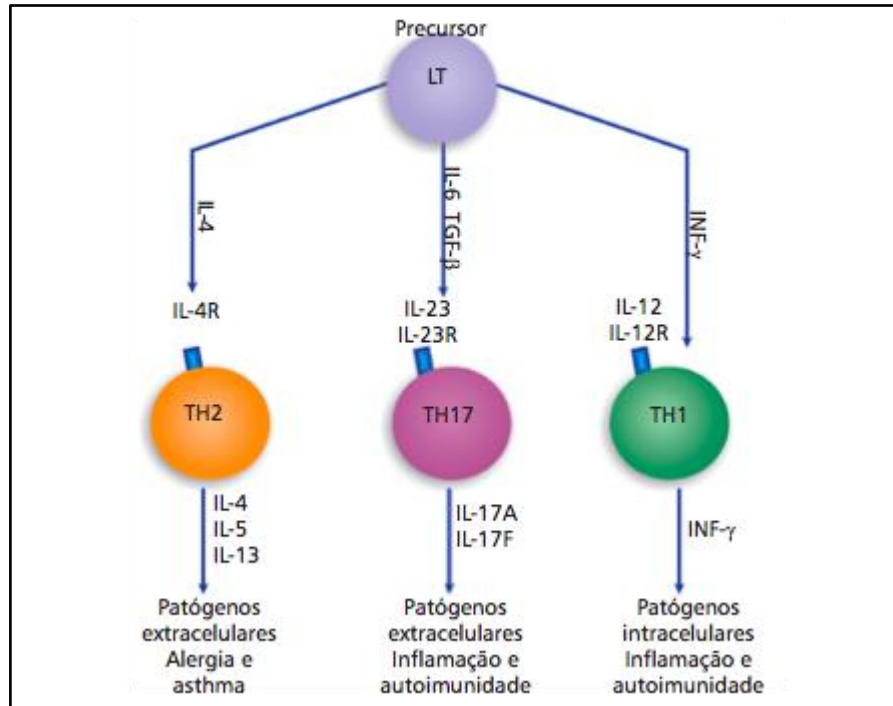 Precursor
LT
IL-4
IL-6 TGF-β
INF-γ
IL-4R
IL-23
IL-23R
IL-12
IL-12R
TH2
TH17
TH1
IL-4
IL-5
IL-13
IL-17A
IL-17F
INF-γ
Patógenos
extracelulares
Alergia e
asthma
Patógenos
extracelulares
Inflamação e
autoimunidade
Patógenos
intracelulares
Inflamação e
autoimunidade